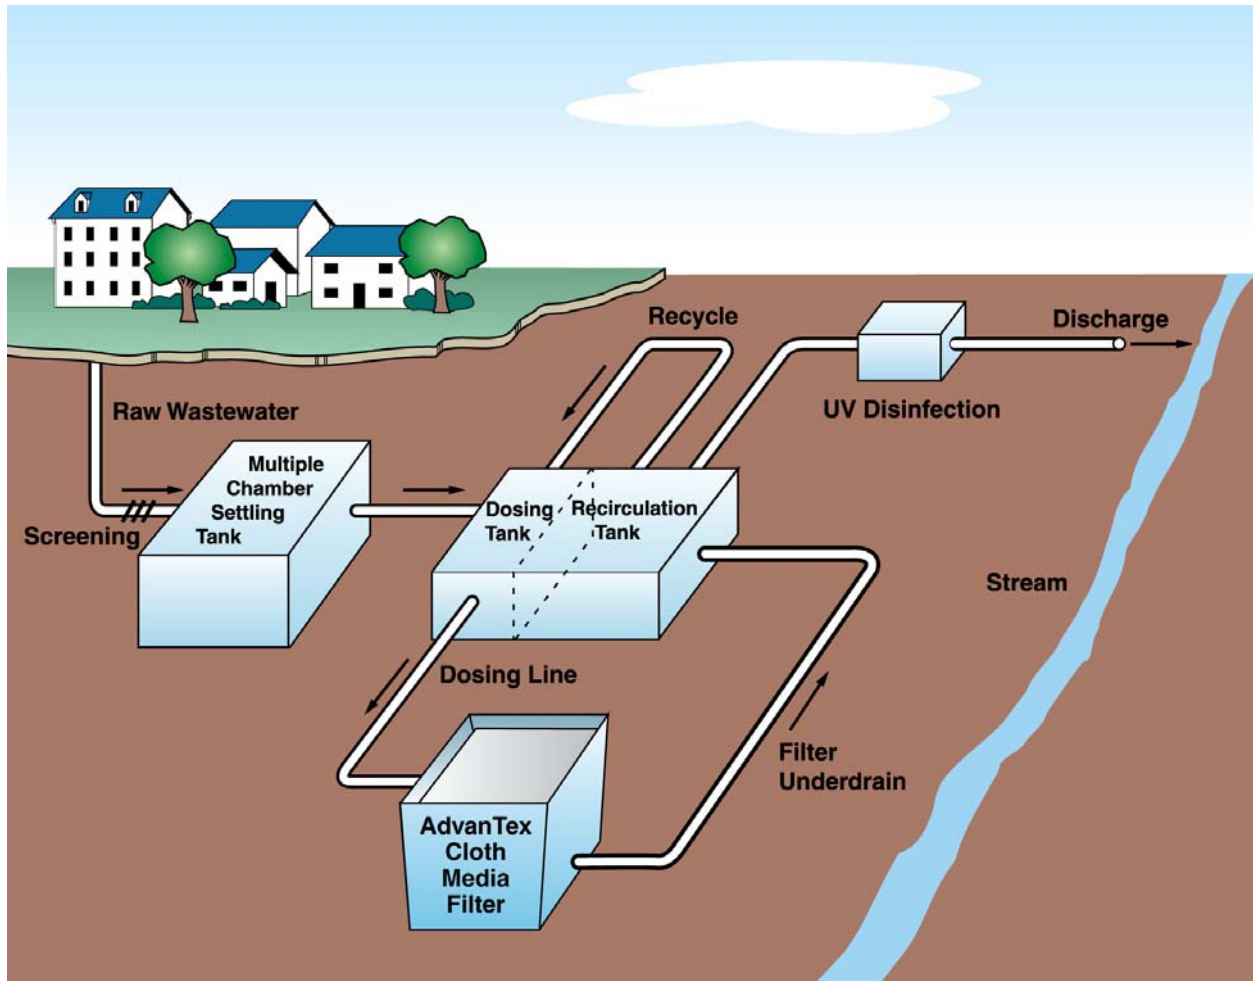 Recycle
Discharge
Raw Wastewater
UV Disinfection
Multiple
Chamber
Settling
Tank
Screening
Dosing
Tank
Recirculation
Tank
Stream
Dosing Line
Filter
Underdrain
AdvanTex
Cloth
Media
Filter